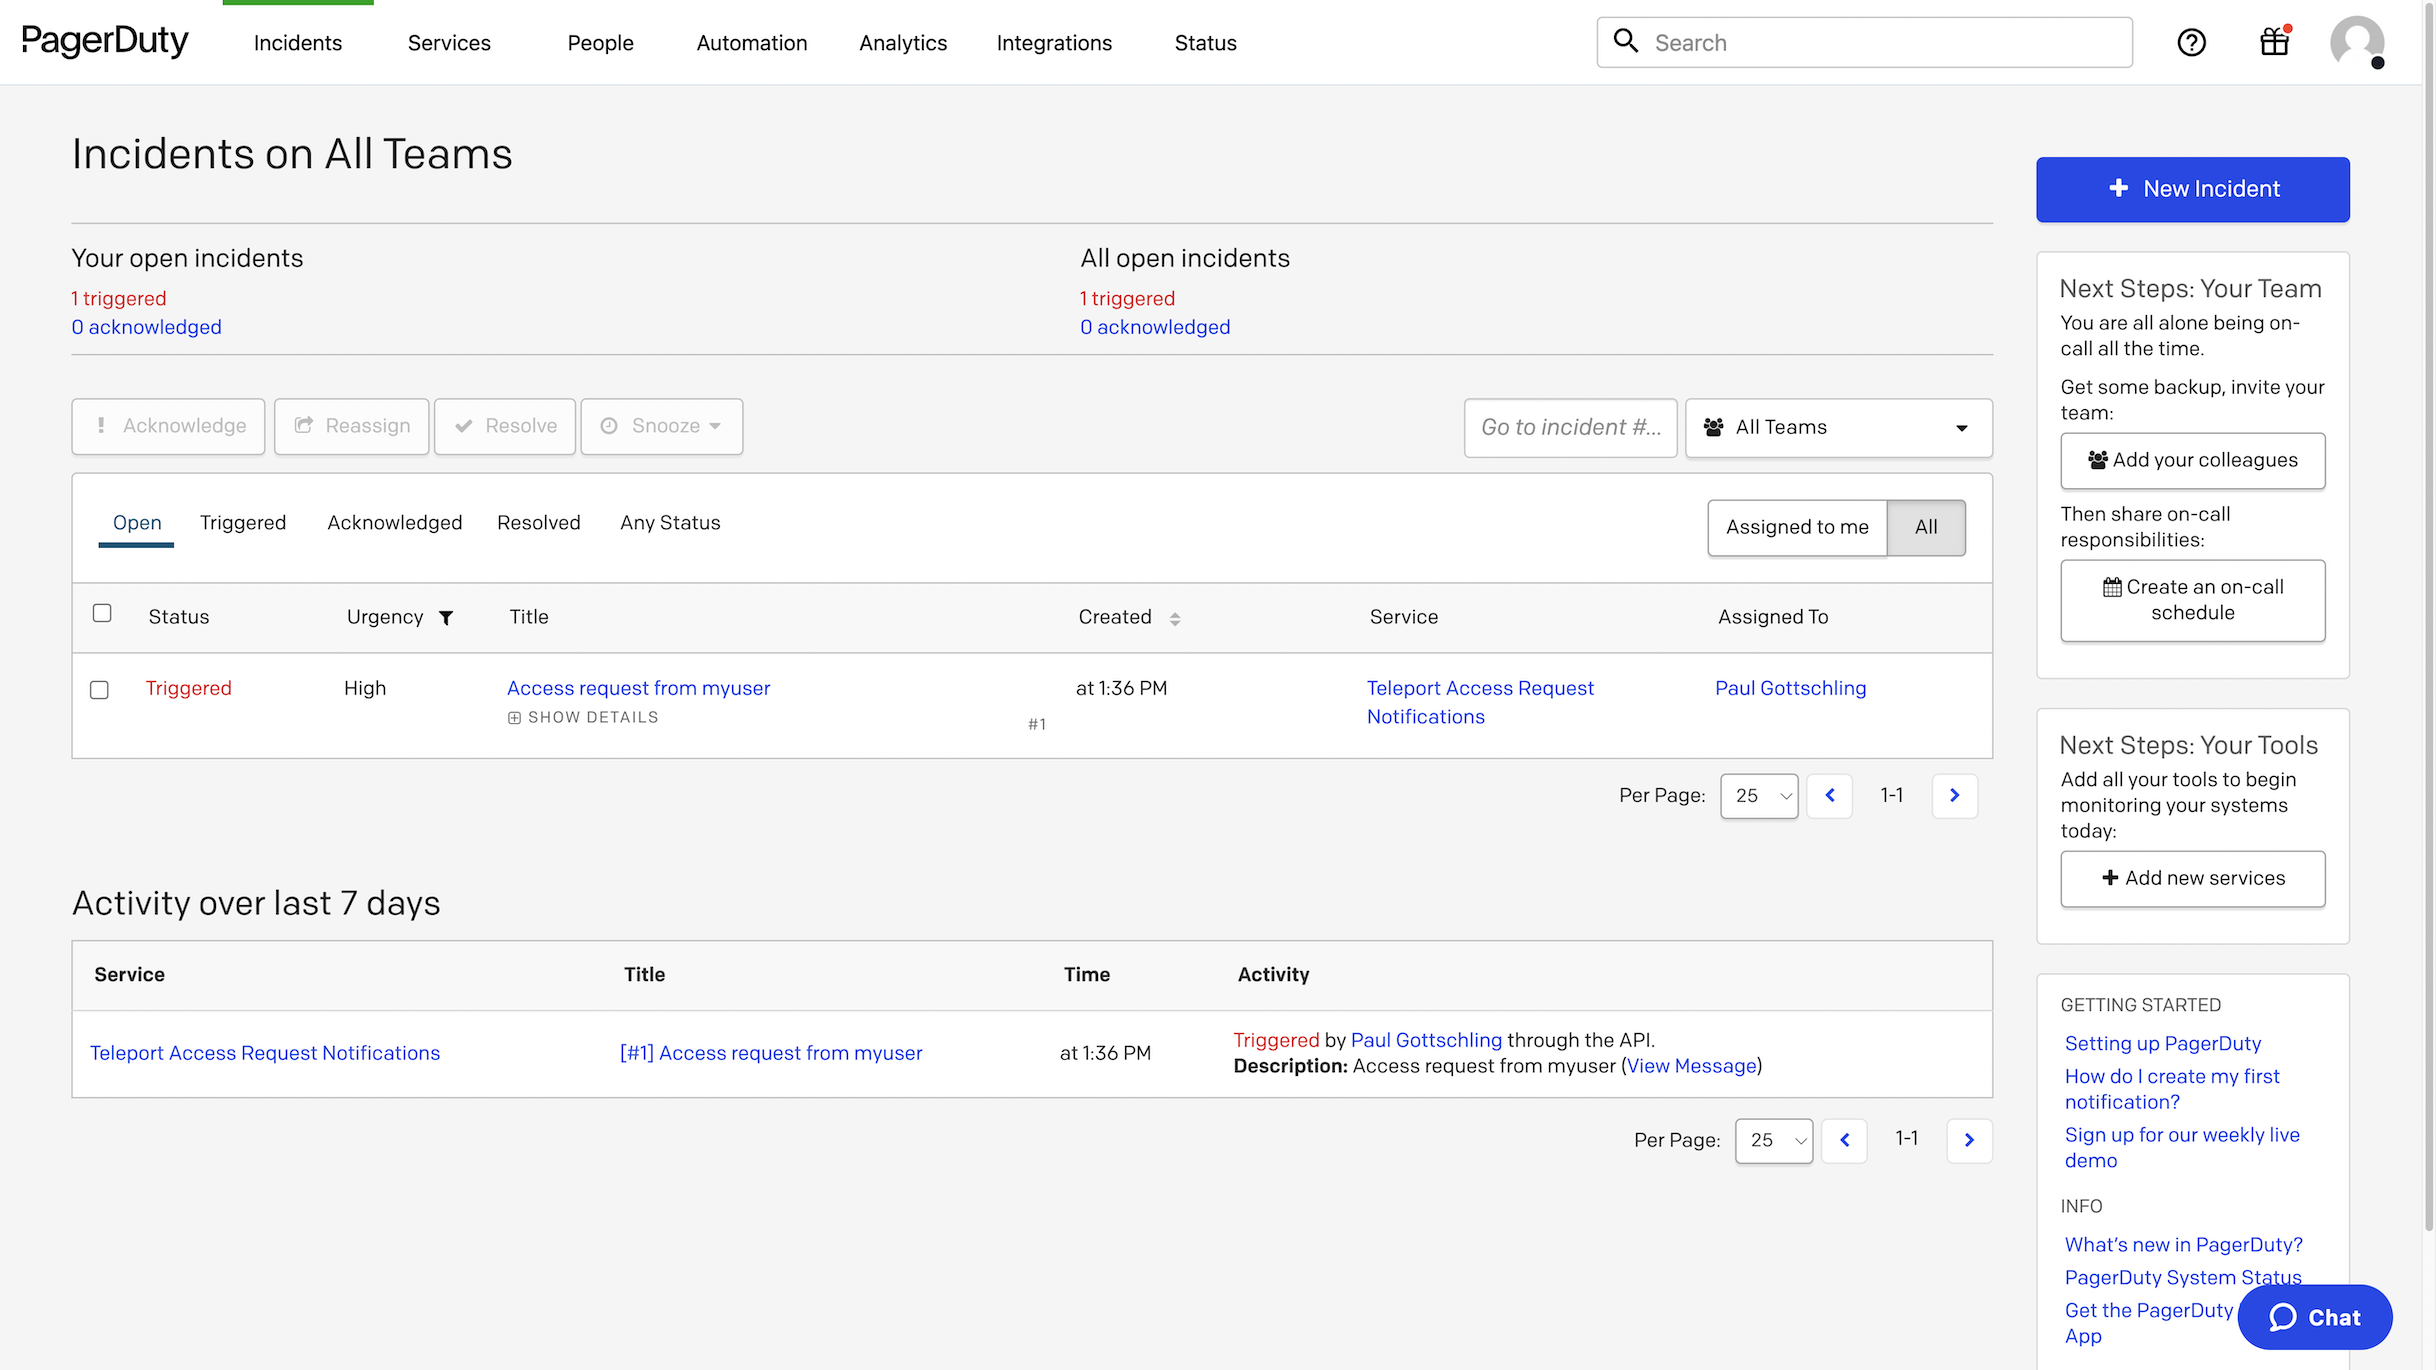 PagerDuty
Incidents
Services
People
Automation
Analytics
Integrations
Status
Search
Incidents on All Teams
New Incident
Your open incidents
1 triggered
0 acknowledged
All open incidents
1 triggered
0 acknowledged
Acknowledge
Reassign
Resolve
Snooze
Go to incident #...
All Teams
Open
Triggered
Acknowledged
Resolved
Any Status
Assigned to me
All
Status
Urgency
Title
Created
Service
Assigned To
Triggered
High
Access request from myuser
SHOW DETAILS
#1
at 1:36 PM
Teleport Access Request
Notifications
Paul Gottschling
Per Page:
25
1-1
Activity over last 7 days
Service
Title
Time
Activity
Teleport Access Request Notifications
[#1] Access request from myuser
at 1:36 PM
Triggered by Paul Gottschling through the API.
Description: Access request from myuser (View Message)
Per Page:
25
1-1
Next Steps: Your Team
You are all alone being on-
call all the time.
Get some backup, invite your
team:
Add your colleagues
Then share on-call
responsibilities:
Create an on-call
schedule
Next Steps: Your Tools
Add all your tools to begin
monitoring your systems
today:
Add new services
GETTING STARTED
Setting up PagerDuty
How do I create my first
notification?
Sign up for our weekly live
demo
INFO
What's new in PagerDuty?
PagerDuty System Status
Get the PagerDuty
App
Chat